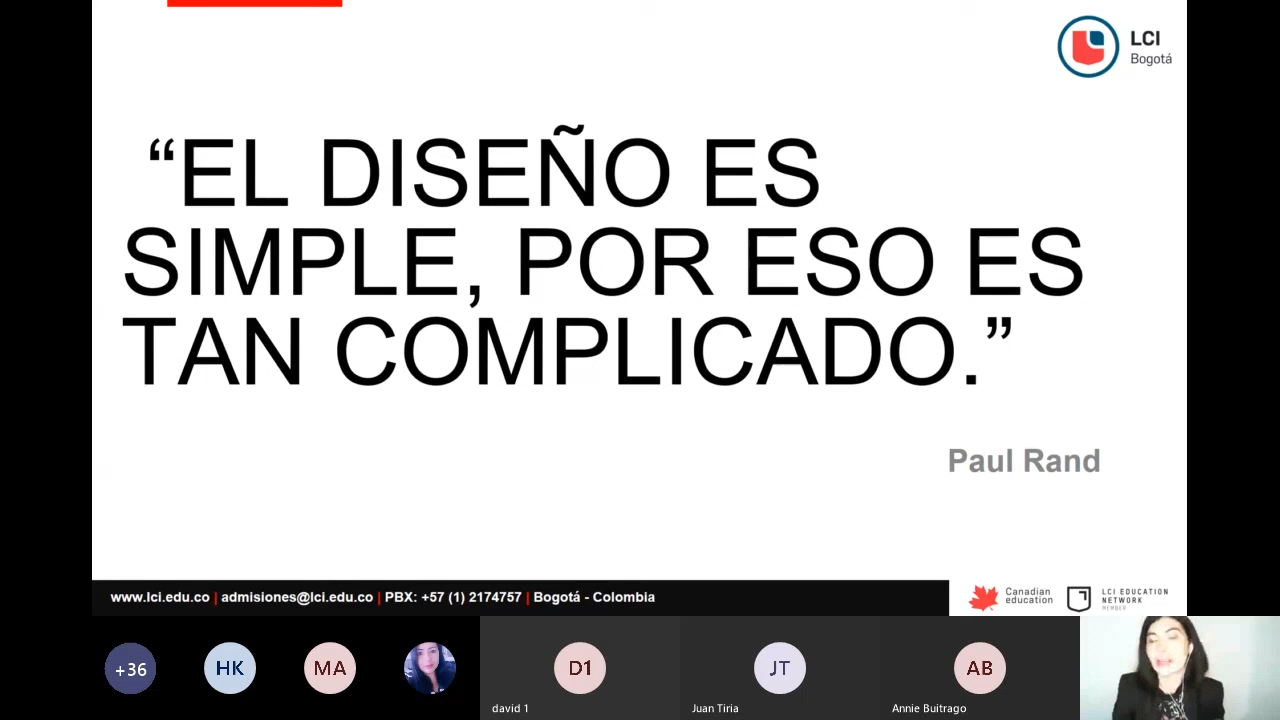 LCI
Bogotá
“EL DISEÑO ES
SIMPLE, POR ESO ES
TAN COMPLICADO.”
Paul Rand
www.lci.edu.co | admisiones@lci.edu.co | PBX: +57 (1) 2174757 | Bogotá - Colombia
Canadian
education
LCI EDUCATION
NETWORK
MEMBER
+36
HK
MA
D1
JT
AB
david 1
Juan Tiria
Annie Buitrago